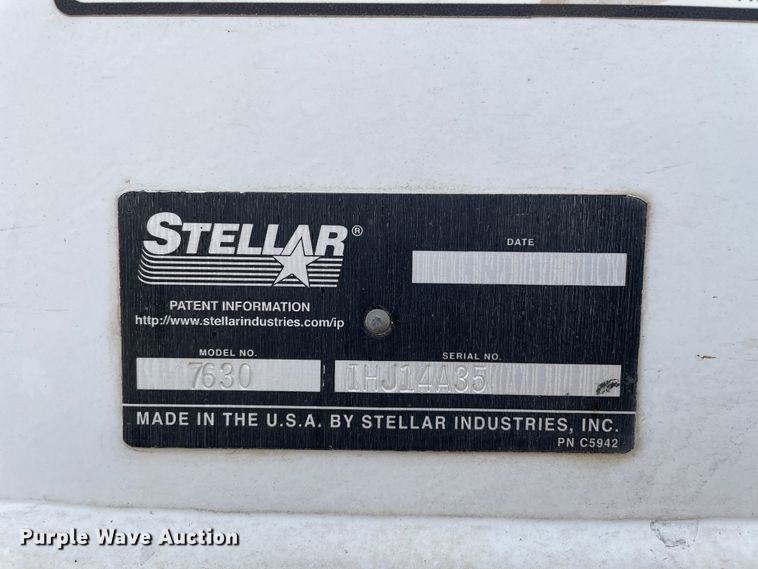 STELLAR®
DATE
PATENT INFORMATION
http://www.stellarindustries.com/ip
MODEL NO.
SERIAL NO.
7630
IHJ14A35
MADE IN THE U.S.A. BY STELLAR INDUSTRIES, INC.
PN C5942
Purple Wave Auction